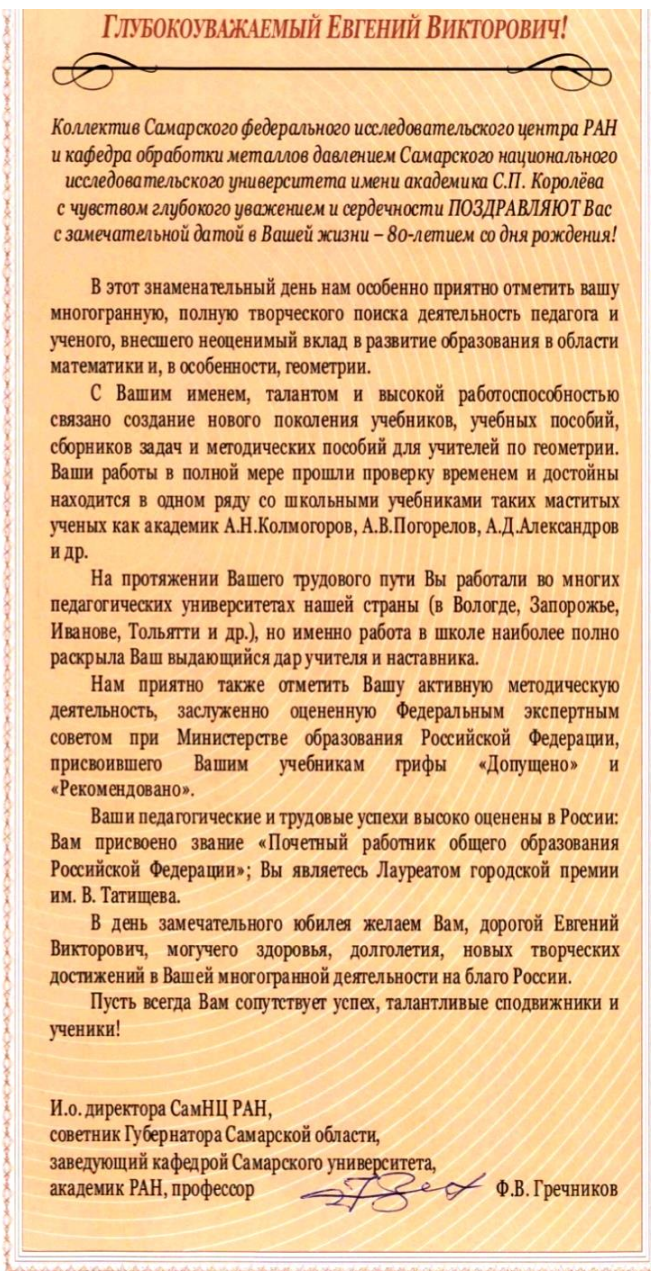 Глубокоуважаемый Евгений Викторович!
Коллектив Самарского федерального исследовательского центра РАН
и кафедра обработки металлов давлением Самарского национального
исследовательского университета имени академика С.П. Королёва
с чувством глубокого уважением и сердечности ПОЗДРАВЛЯЮТ Вас
с замечательной датой в Вашей жизни – 80-летием со дня рождения!
В этот знаменательный день нам особенно приятно отметить вашу
многогранную, полную творческого поиска деятельность педагога и
ученого, внесшего неоценимый вклад в развитие образования в области
математики и, в особенности, геометрии.
С Вашим именем, талантом и высокой работоспособностью
связано создание нового поколения учебников, учебных пособий,
сборников задач и методических пособий для учителей по геометрии.
Ваши работы в полной мере прошли проверку временем и достойны
находится в одном ряду со школьными учебниками таких маститых
ученых как академик А.Н.Колмогоров, А.В.Погорелов, А.Д.Александров
и др.
На протяжении Вашего трудового пути Вы работали во многих
педагогических университетах нашей страны (в Вологде, Запорожье,
Иванове, Тольятти и др.), но именно работа в школе наиболее полно
раскрыла Ваш выдающийся дар учителя и наставника.
Нам приятно также отметить Вашу активную методическую
деятельность, заслуженно оцененную Федеральным экспертным
советом при Министерстве образования Российской Федерации,
присвоившего Вашим учебникам грифы «Допущено» и
«Рекомендовано».
Ваши педагогические и трудовые успехи высоко оценены в России:
Вам присвоено звание «Почетный работник общего образования
Российской Федерации»; Вы являетесь Лауреатом городской премии
им. В. Татищева.
В день замечательного юбилея желаем Вам, дорогой Евгений
Викторович, могучего здоровья, долголетия, новых творческих
достижений в Вашей многогранной деятельности на благо России.
Пусть всегда Вам сопутствует успех, талантливые сподвижники и
ученики!
И.о. директора СамНЦ РАН,
советник Губернатора Самарской области,
заведующий кафедрой Самарского университета,
академик РАН, профессор Ф.В. Гречников